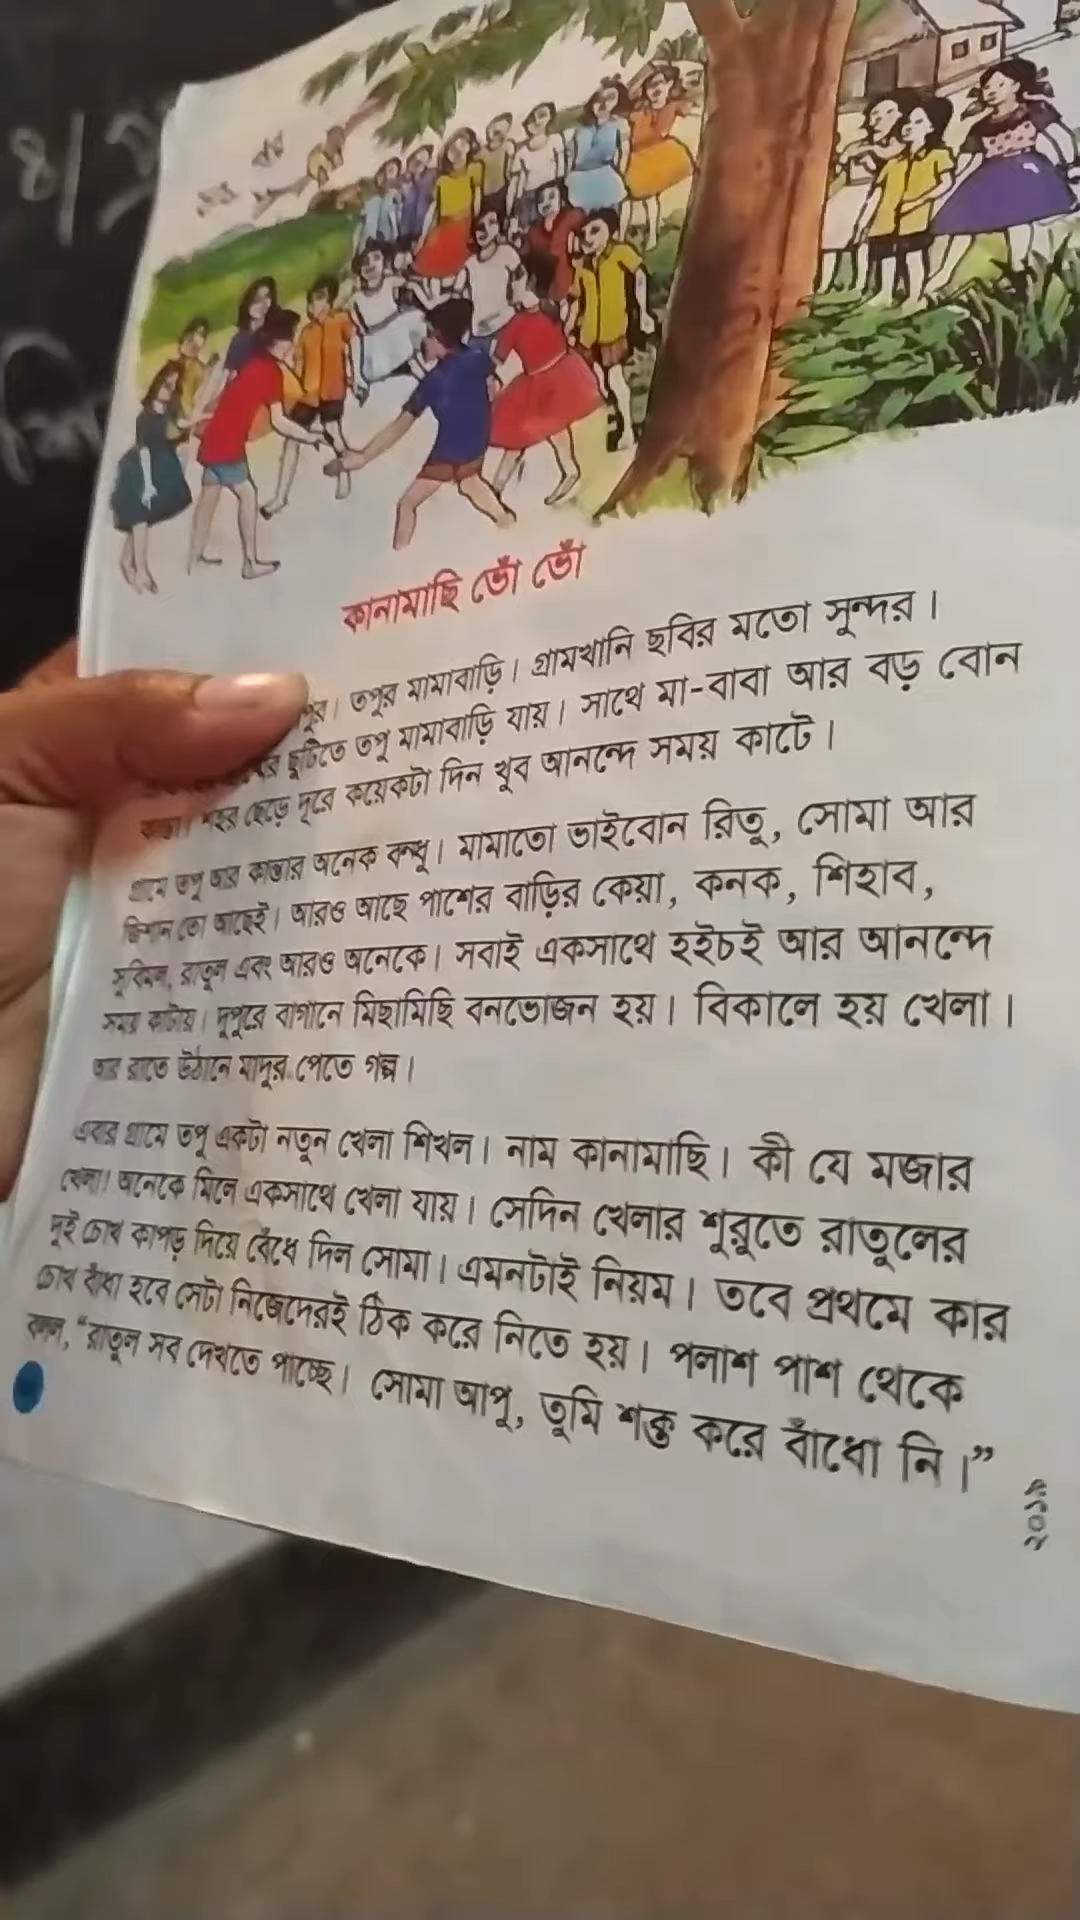 কানামাছি ভোঁ ভোঁ
তপুর মামাবাড়ি। গ্রামখানি ছবির মতো সুন্দর।
ছুটিতে তপু মামাবাড়ি যায়। সাথে মা-বাবা আর বড় বোন
শহর ছেড়ে দূরে কয়েকটা দিন খুব আনন্দে সময় কাটে।
গ্রামে তপু আর কান্তার অনেক বন্ধু। মামাতো ভাইবোন রিতু, সোমা আর
তো আছেই। আরও আছে পাশের বাড়ির কেয়া, কনক, শিহাব,
সুবিমল, রাতুল এবং আরও অনেকে। সবাই একসাথে হইচই আর আনন্দে
সময় কাটায়। দুপুরে বাগানে মিছামিছি বনভোজন হয়। বিকালে হয় খেলা।
আর রাতে উঠানে মাদুর পেতে গল্প।
এবার গ্রামে তপু একটা নতুন খেলা শিখল। নাম কানামাছি। কী যে মজার
খেলা। অনেকে মিলে একসাথে খেলা যায়। সেদিন খেলার শুরুতে রাতুলের
দুই চোখ কাপড় দিয়ে বেঁধে দিল সোমা। এমনটাই নিয়ম। তবে প্রথমে কার
চোখ বাঁধা হবে সেটা নিজেদেরই ঠিক করে নিতে হয়। পলাশ পাশ থেকে
বলল, “রাতুল সব দেখতে পাচ্ছে। সোমা আপু, তুমি শক্ত করে বাঁধো নি।”